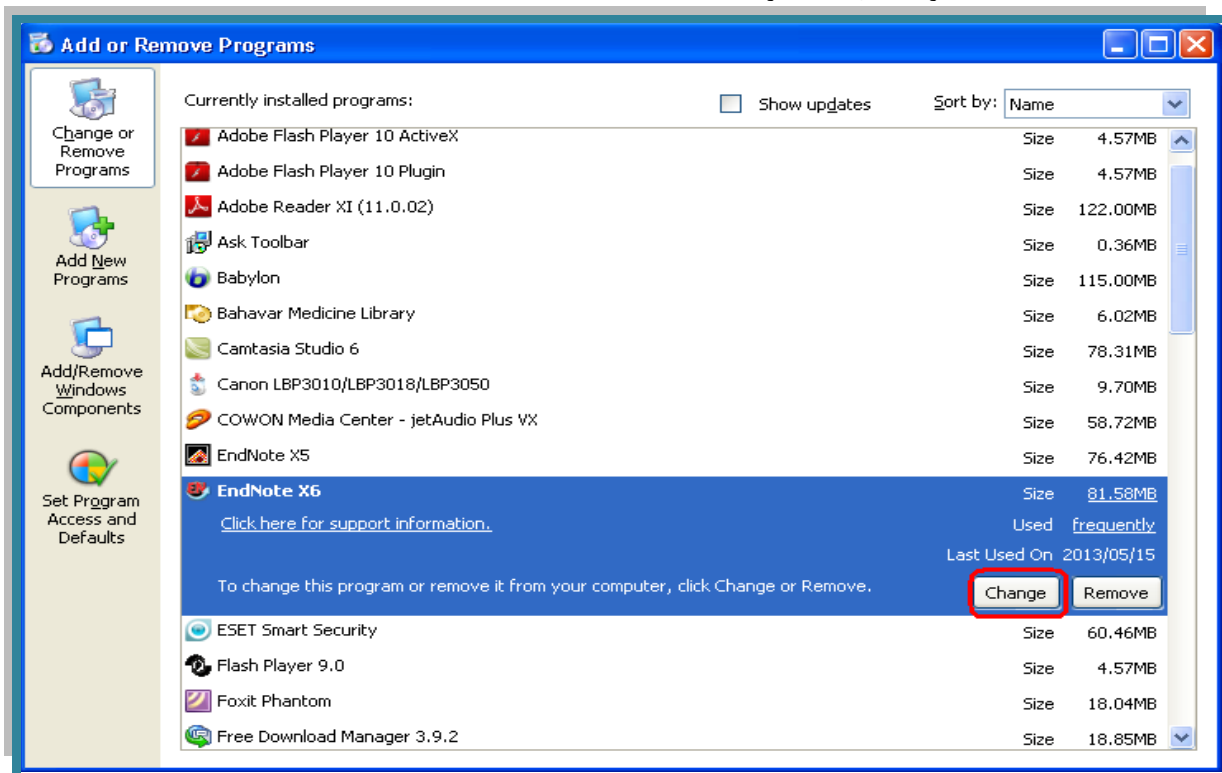 Add or Remove Programs
Change or
Remove
Programs
Add New
Programs
Add/Remove
Windows
Components
Set Program
Access and
Defaults
Currently installed programs:
Show updates
Sort by: Name
Adobe Flash Player 10 ActiveX Size 4.57MB
Adobe Flash Player 10 Plugin Size 4.57MB
Adobe Reader XI (11.0.02) Size 122.00MB
Ask Toolbar Size 0.36MB
Babylon Size 115.00MB
Bahavar Medicine Library Size 6.02MB
Camtasia Studio 6 Size 78.31MB
Canon LBP3010/LBP3018/LBP3050 Size 9.70MB
COWON Media Center - jetAudio Plus VX Size 58.72MB
EndNote X5 Size 76.42MB
EndNote X6 Size 81.58MB
Click here for support information. Used frequently
Last Used On 2013/05/15
To change this program or remove it from your computer, click Change or Remove. Change Remove
ESET Smart Security Size 60.46MB
Flash Player 9.0 Size 4.57MB
Foxit Phantom Size 18.04MB
Free Download Manager 3.9.2 Size 18.85MB